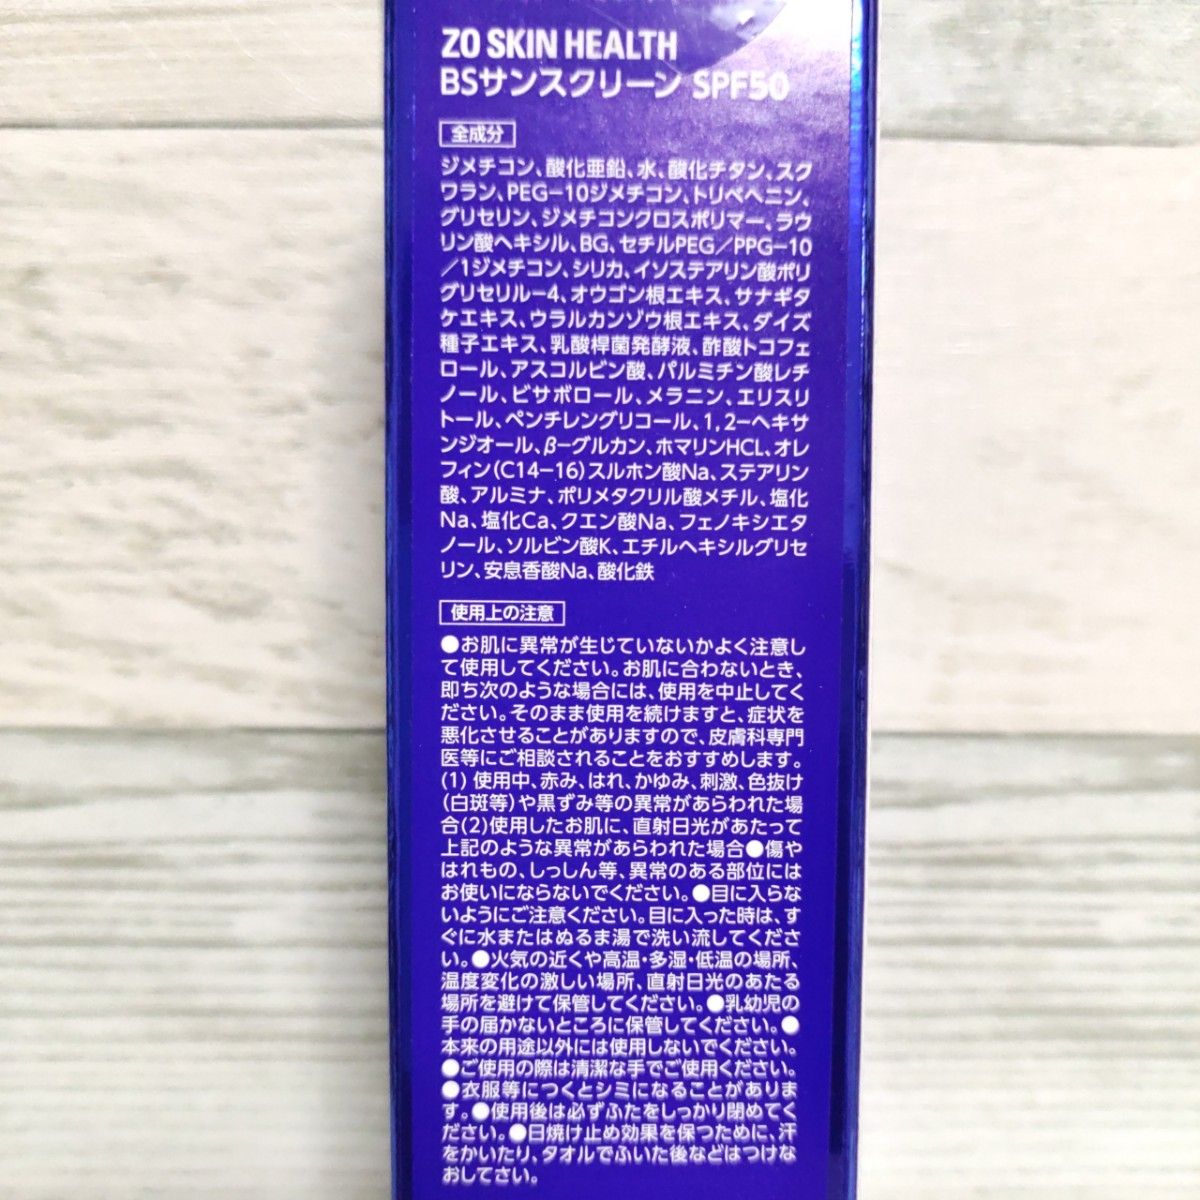 ZO SKIN HEALTH
BSサンスクリーン SPF50
全成分
ジメチコン、酸化亜鉛、水、酸化チタン、スク
ワラン、PEG−10ジメチコン、トリベヘニン、
グリセリン、ジメチコンクロスポリマー、ラウ
リン酸ヘキシル、BG、セチルPEG／PPG−10
／1ジメチコン、シリカ、イソステアリン酸ポリ
グリセリル−4、オウゴン根エキス、サナギタ
ケエキス、ウラルカンゾウ根エキス、ダイズ
種子エキス、乳酸桿菌発酵液、酢酸トコフェ
ロール、アスコルビン酸、パルミチン酸レチ
ノール、ビサボロール、メラニン、エリスリ
トール、ペンチレングリコール、1，2−ヘキサ
ンジオール、β−グルカン、ホマリンHCL、オレ
フィン（C14−16）スルホン酸Na、ステアリン
酸、アルミナ、ポリメタクリル酸メチル、塩化
Na、塩化Ca、クエン酸Na、フェノキシエタ
ノール、ソルビン酸K、エチルヘキシルグリセ
リン、安息香酸Na、酸化鉄
使用上の注意
●お肌に異常が生じていないかよく注意し
て使用してください。お肌に合わないとき、
即ち次のような場合には、使用を中止してく
ださい。そのまま使用を続けますと、症状を
悪化させることがありますので、皮膚科専門
医等にご相談されることをおすすめします。
(1) 使用中、赤み、はれ、かゆみ、刺激、色抜け
（白斑等）や黒ずみ等の異常があらわれた場
合(2)使用したお肌に、直射日光があたって
上記のような異常があらわれた場合●傷や
はれもの、しっしん等、異常のある部位には
お使いにならないでください。●目に入らな
いようにご注意ください。目に入った時は、す
ぐに水またはぬるま湯で洗い流してくださ
い。●火気の近くや高温・多湿・低温の場所、
温度変化の激しい場所、直射日光のあたる
場所を避けて保管してください。●乳幼児の
手の届かないところに保管してください。●
本来の用途以外には使用しないでください。
●ご使用の際は清潔な手でご使用ください。
●衣服等につくとシミになることがありま
す。●使用後は必ずふたをしっかり閉めてく
ださい。●日焼け止め効果を保つために、汗
をかいたり、タオルでふいた後などはつけな
おしてさい。